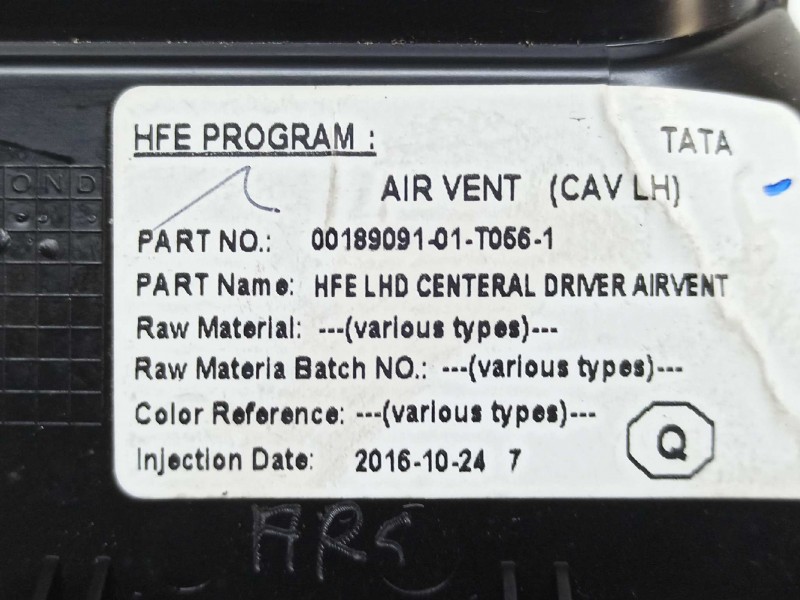 HFE PROGRAM : TATA
AIR VENT (CAV LH)
OND
PART NO.: 00189091-01-T056-1
PART Name: HFE LHD CENTERAL DRIVER AIRVENT
Raw Material: ---(various types)---
Raw Materia Batch NO.: ---(various types)---
Color Reference: ---(various types)---
Injection Date: 2016-10-24 7
Q